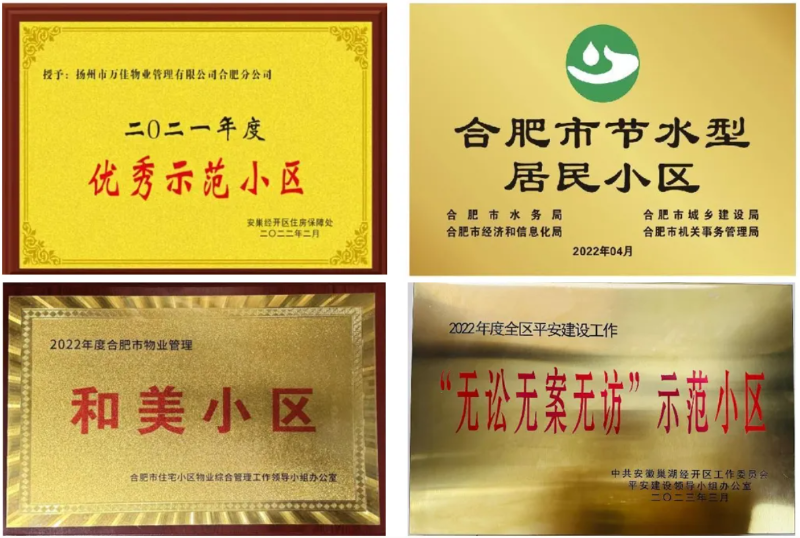 授予：扬州市万佳物业管理有限公司合肥分公司
二〇二一年度
优秀示范小区
安巢经开区住房保障处
二〇二二年二月
合肥市节水型
居民小区
合肥市水务局 合肥市城乡建设局
合肥市经济和信息化局 合肥市机关事务管理局
2022年04月
2022年度合肥市物业管理
和美小区
合肥市住宅小区物业综合管理工作领导小组办公室
2022年度全区平安建设工作
“无讼无案无访”示范小区
中共安徽巢湖经开区工作委员会
平安建设领导小组办公室
二〇二三年三月